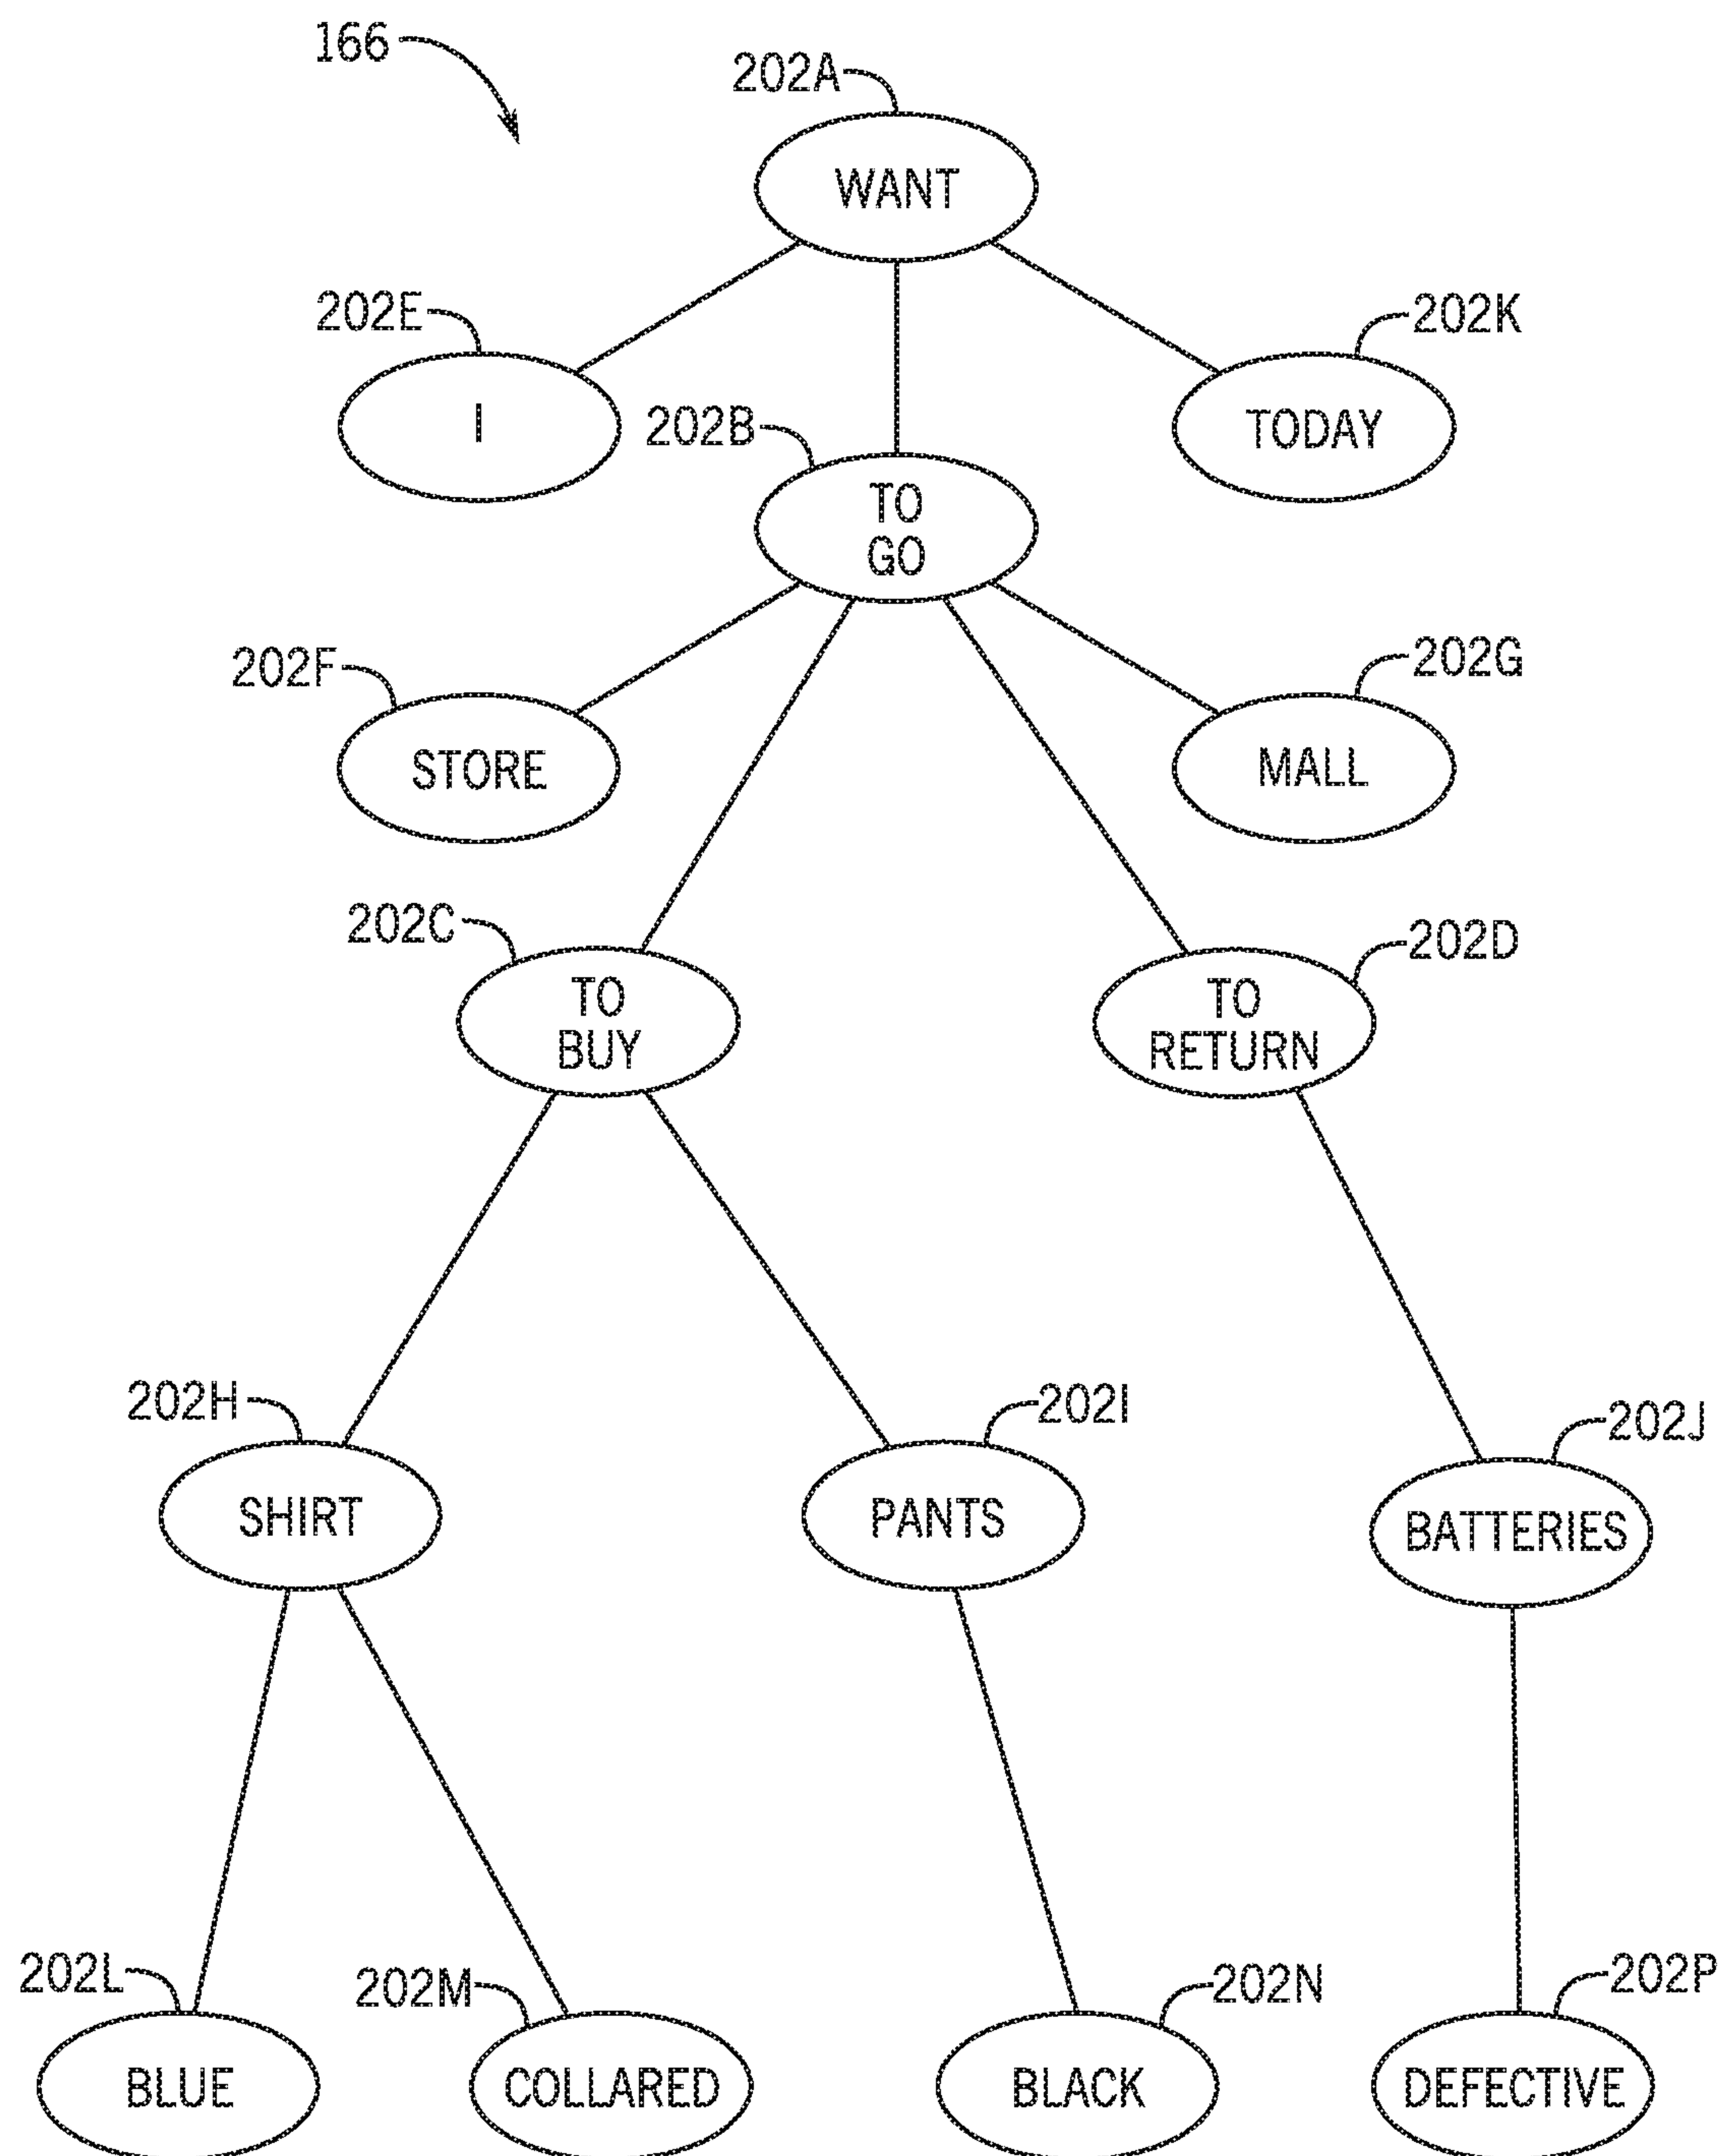 166
202A
WANT
202E
202K
I
TODAY
202B
TO
GO
202F
202G
STORE
MALL
202C
202D
TO
BUY
TO
RETURN
202H
202I
202J
SHIRT
PANTS
BATTERIES
202L
202M
202N
202P
BLUE
COLLARED
BLACK
DEFECTIVE